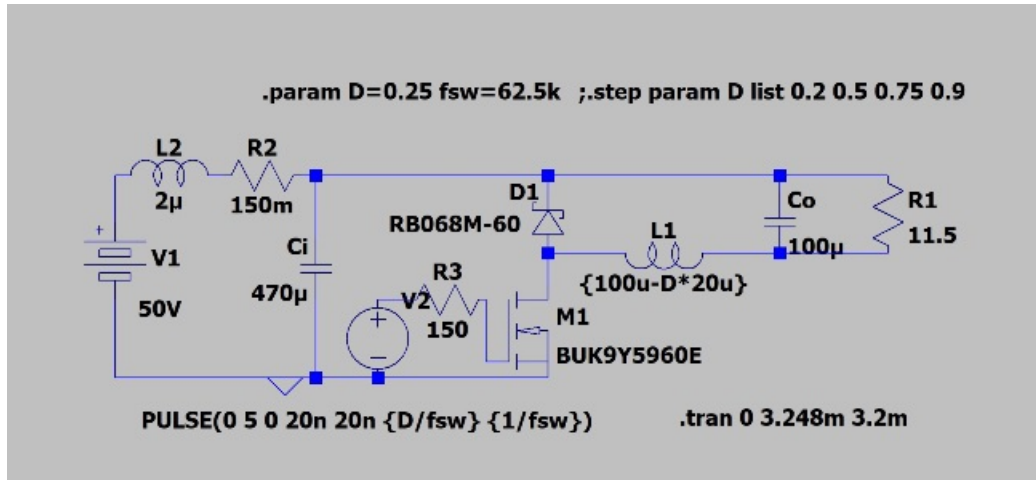 .param D=0.25 fsw=62.5k ;.step param D list 0.2 0.5 0.75 0.9
L2
2µ
R2
150m
+
V1
50V
Ci
470µ
D1
RB068M-60
L1
{100u-D*20u}
Co
100µ
R1
11.5
R3
150
V2
M1
BUK9Y5960E
PULSE(0 5 0 20n 20n {D/fsw} {1/fsw})
.tran 0 3.248m 3.2m